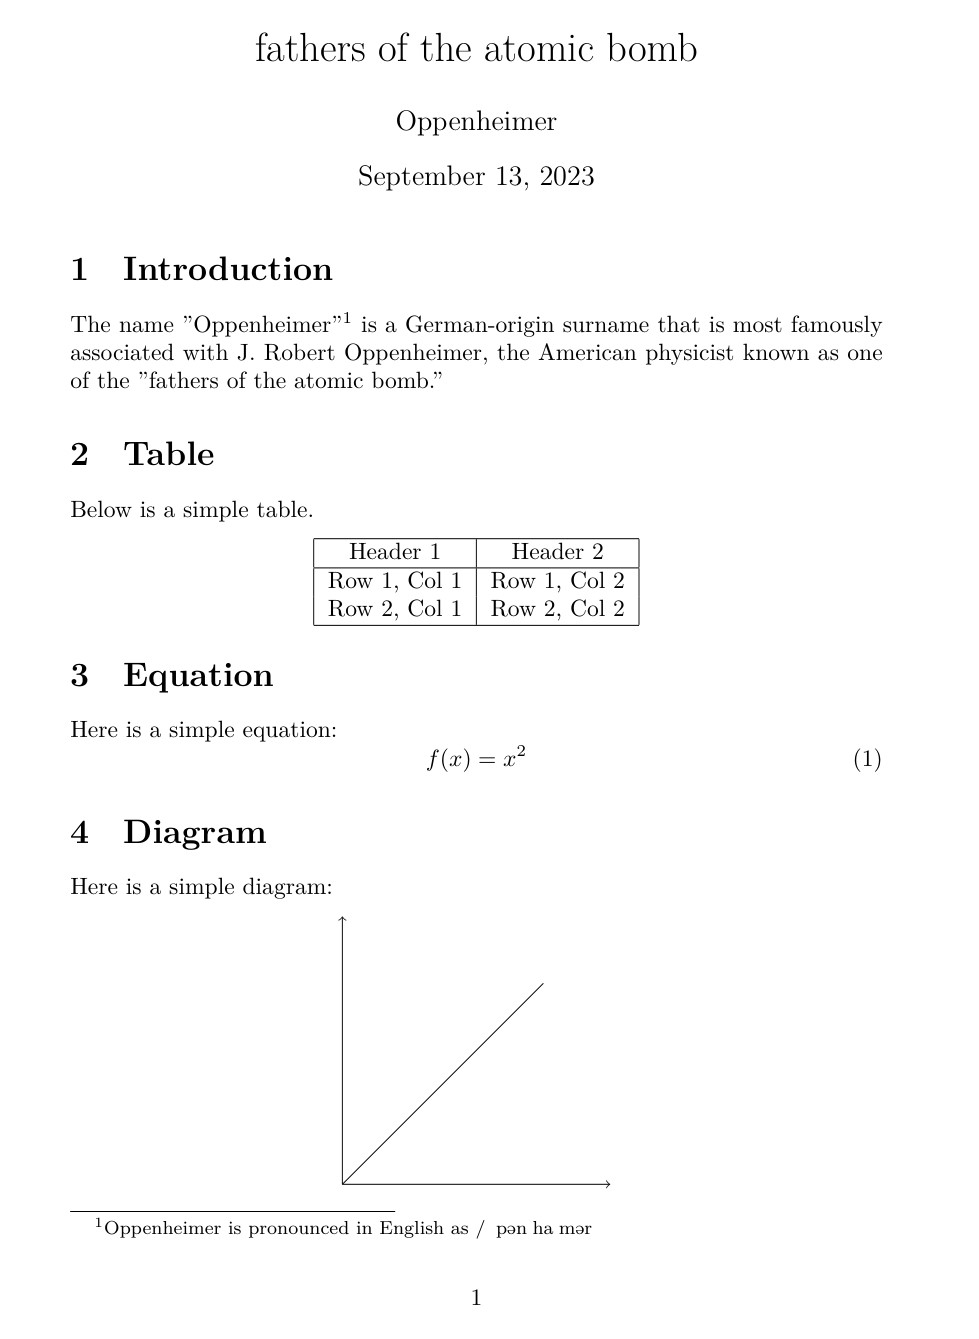 fathers of the atomic bomb
Oppenheimer
September 13, 2023
1 Introduction
The name ”Oppenheimer”¹ is a German-origin surname that is most famously
associated with J. Robert Oppenheimer, the American physicist known as one
of the ”fathers of the atomic bomb.”
2 Table
Below is a simple table.
Header 1 Header 2
Row 1, Col 1 Row 1, Col 2
Row 2, Col 1 Row 2, Col 2
3 Equation
Here is a simple equation:
f(x) = x² (1)
4 Diagram
Here is a simple diagram:
¹Oppenheimer is pronounced in English as / pən ha mər
1